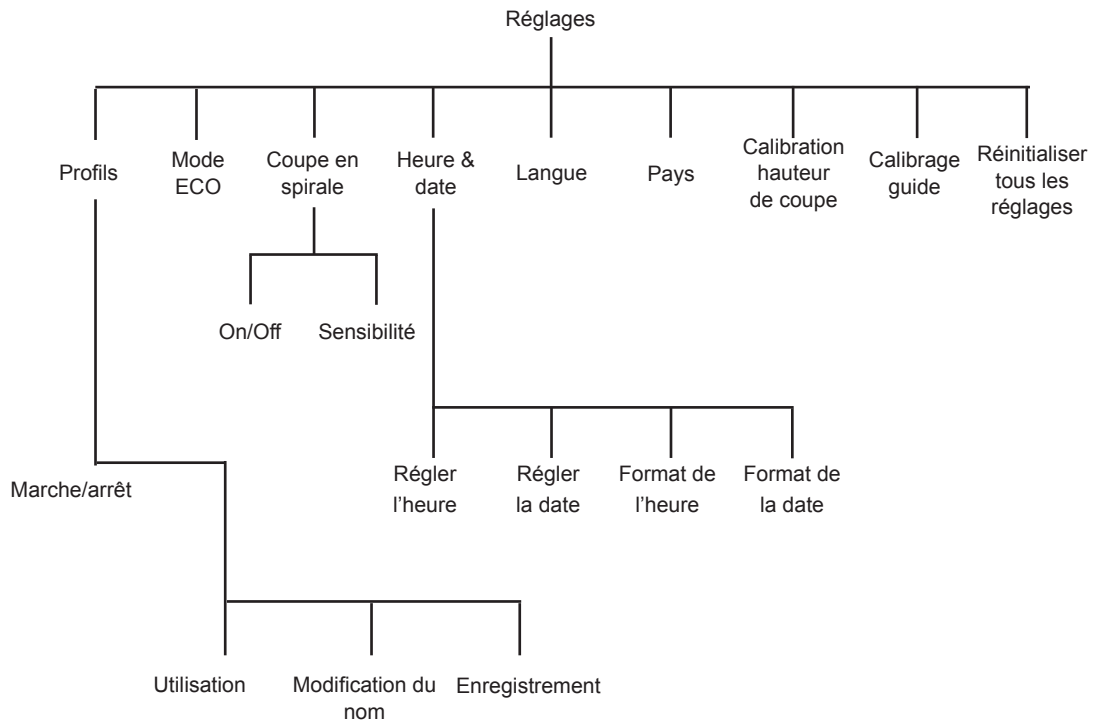 Réglages
Profils
Mode
ECO
Coupe en
spirale
Heure &
date
Langue
Pays
Calibration
hauteur
de coupe
Calibrage
guide
Réinitialiser
tous les
réglages
On/Off
Sensibilité
Marche/arrêt
Régler
l’heure
Régler
la date
Format de
l’heure
Format de
la date
Utilisation
Modification du
nom
Enregistrement